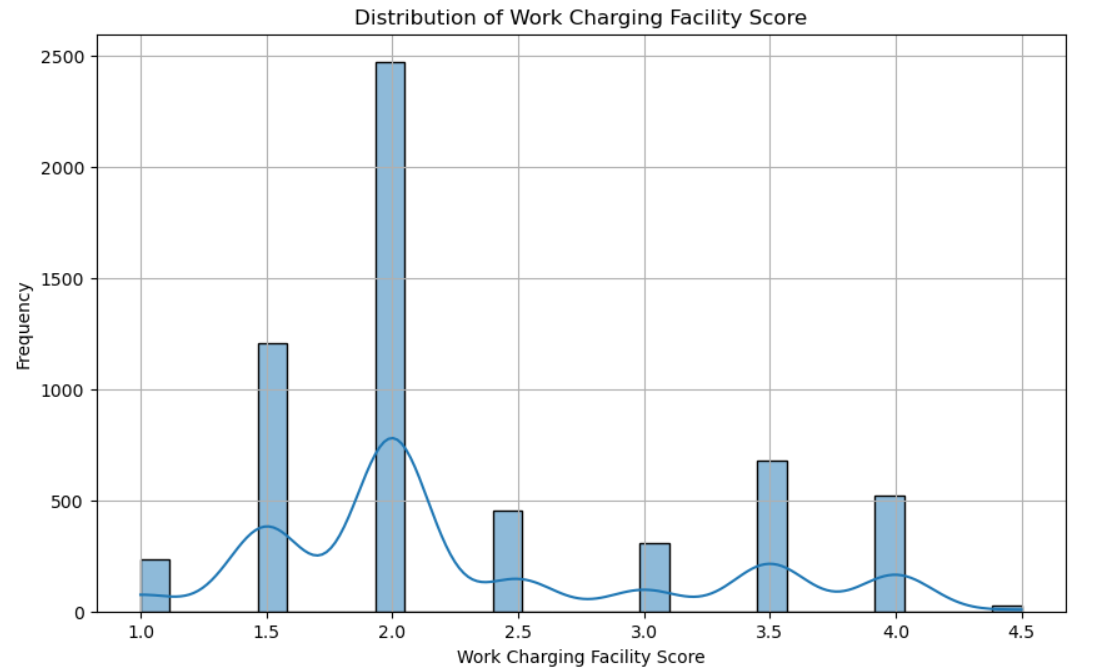 Distribution of Work Charging Facility Score
Frequency
2500
2000
1500
1000
500
0
1.0 1.5 2.0 2.5 3.0 3.5 4.0 4.5
Work Charging Facility Score